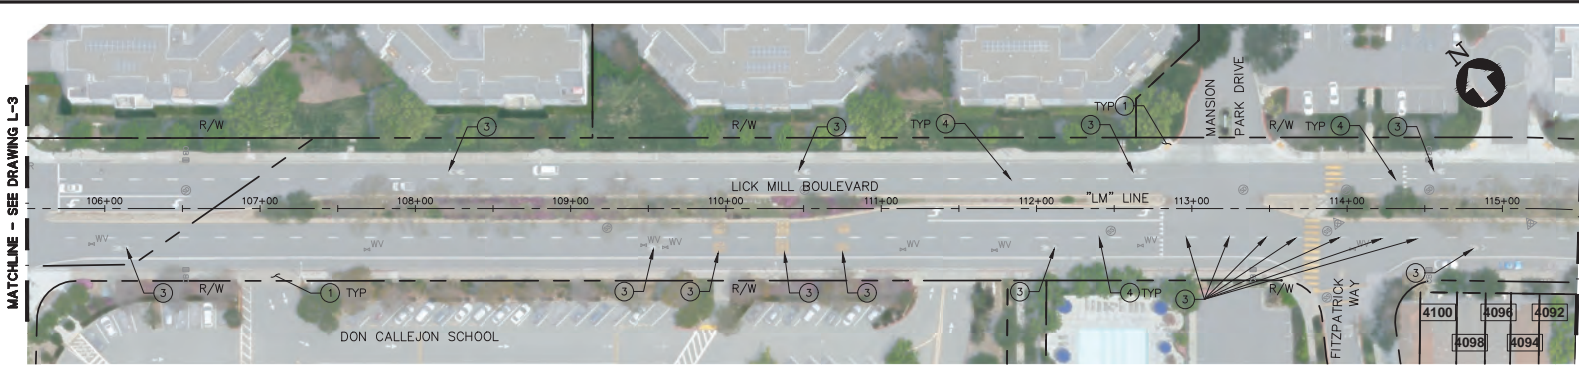 MATCHLINE - SEE DRAWING L-3
N
MANSION
PARK DRIVE
TYP 1
R/W
3
R/W
3
TYP 4
3
R/W
TYP 4
3
LICK MILL BOULEVARD
"LM" LINE
106+00
107+00
108+00
109+00
110+00
111+00
112+00
113+00
114+00
115+00
WV
WV
WV
WV
WV
WV
WV
3
R/W
1 TYP
3
3
R/W
3
3
3
4 TYP
3
R/W
3
DON CALLEJON SCHOOL
FITZPATRICK
WAY
4100
4096
4092
4098
4094